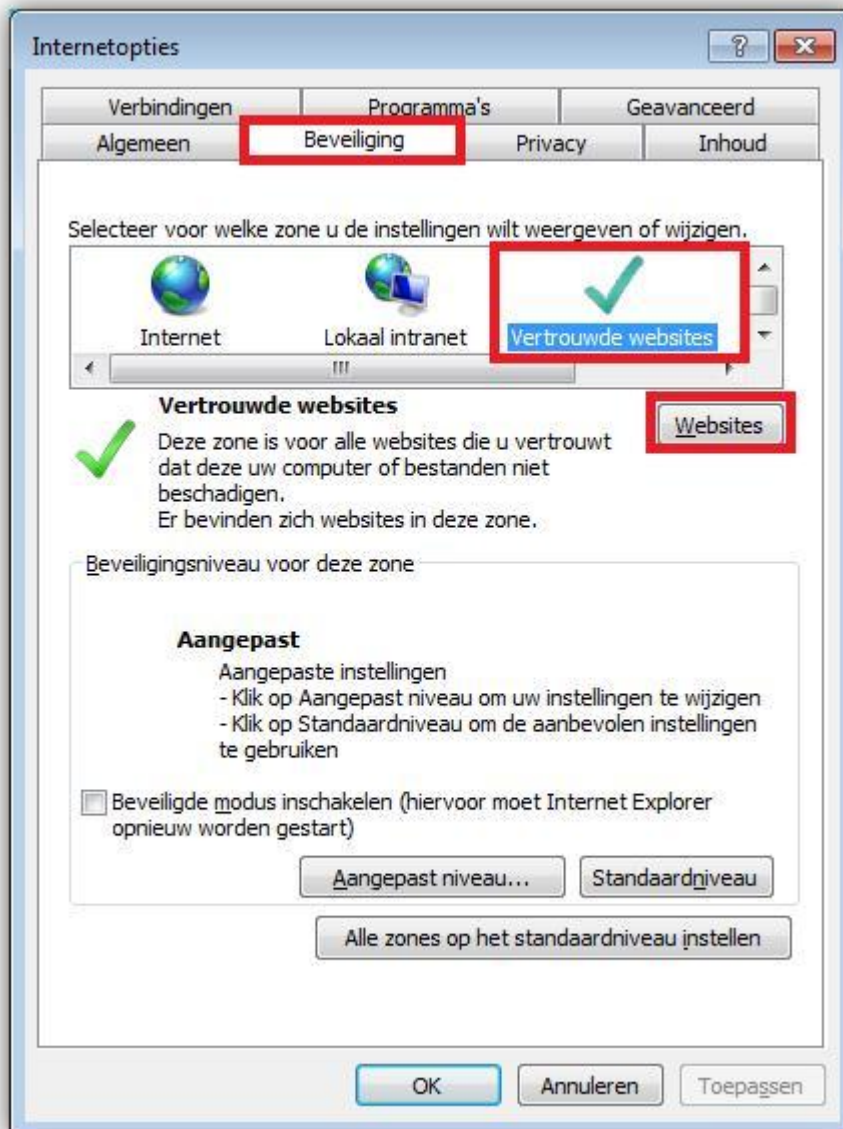 Internetopties
Verbindingen Programma's Geavanceerd
Algemeen Beveiliging Privacy Inhoud
Selecteer voor welke zone u de instellingen wilt weergeven of wijzigen.
Internet Lokaal intranet Vertrouwde websites
Vertrouwde websites
Websites
Deze zone is voor alle websites die u vertrouwt
dat deze uw computer of bestanden niet
beschadigen.
Er bevinden zich websites in deze zone.
Beveiligingsniveau voor deze zone
Aangepast
Aangepaste instellingen
- Klik op Aangepast niveau om uw instellingen te wijzigen
- Klik op Standaardniveau om de aanbevolen instellingen
te gebruiken
Beveiligde modus inschakelen (hiervoor moet Internet Explorer
opnieuw worden gestart)
Aangepast niveau... Standaardniveau
Alle zones op het standaardniveau instellen
OK Annuleren Toepassen